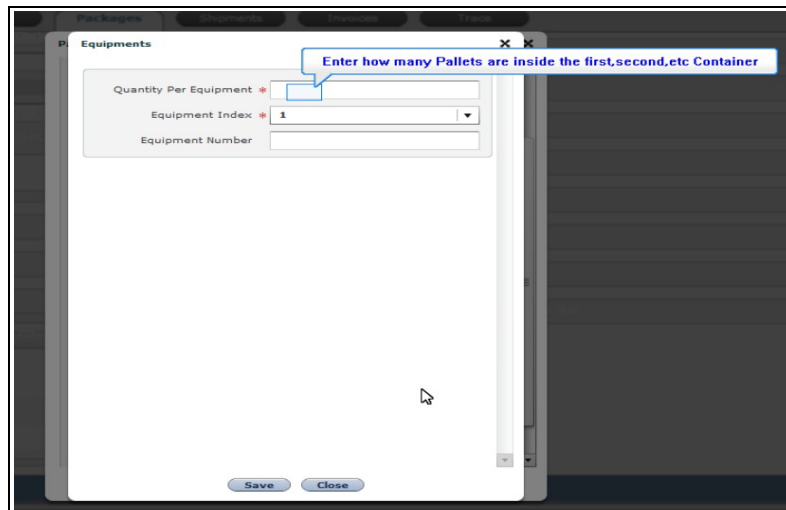 Packages Shipments Invoices Trace
Equipments
Enter how many Pallets are inside the first,second,etc Container
Quantity Per Equipment *
Equipment Index * 1
Equipment Number
Save Close